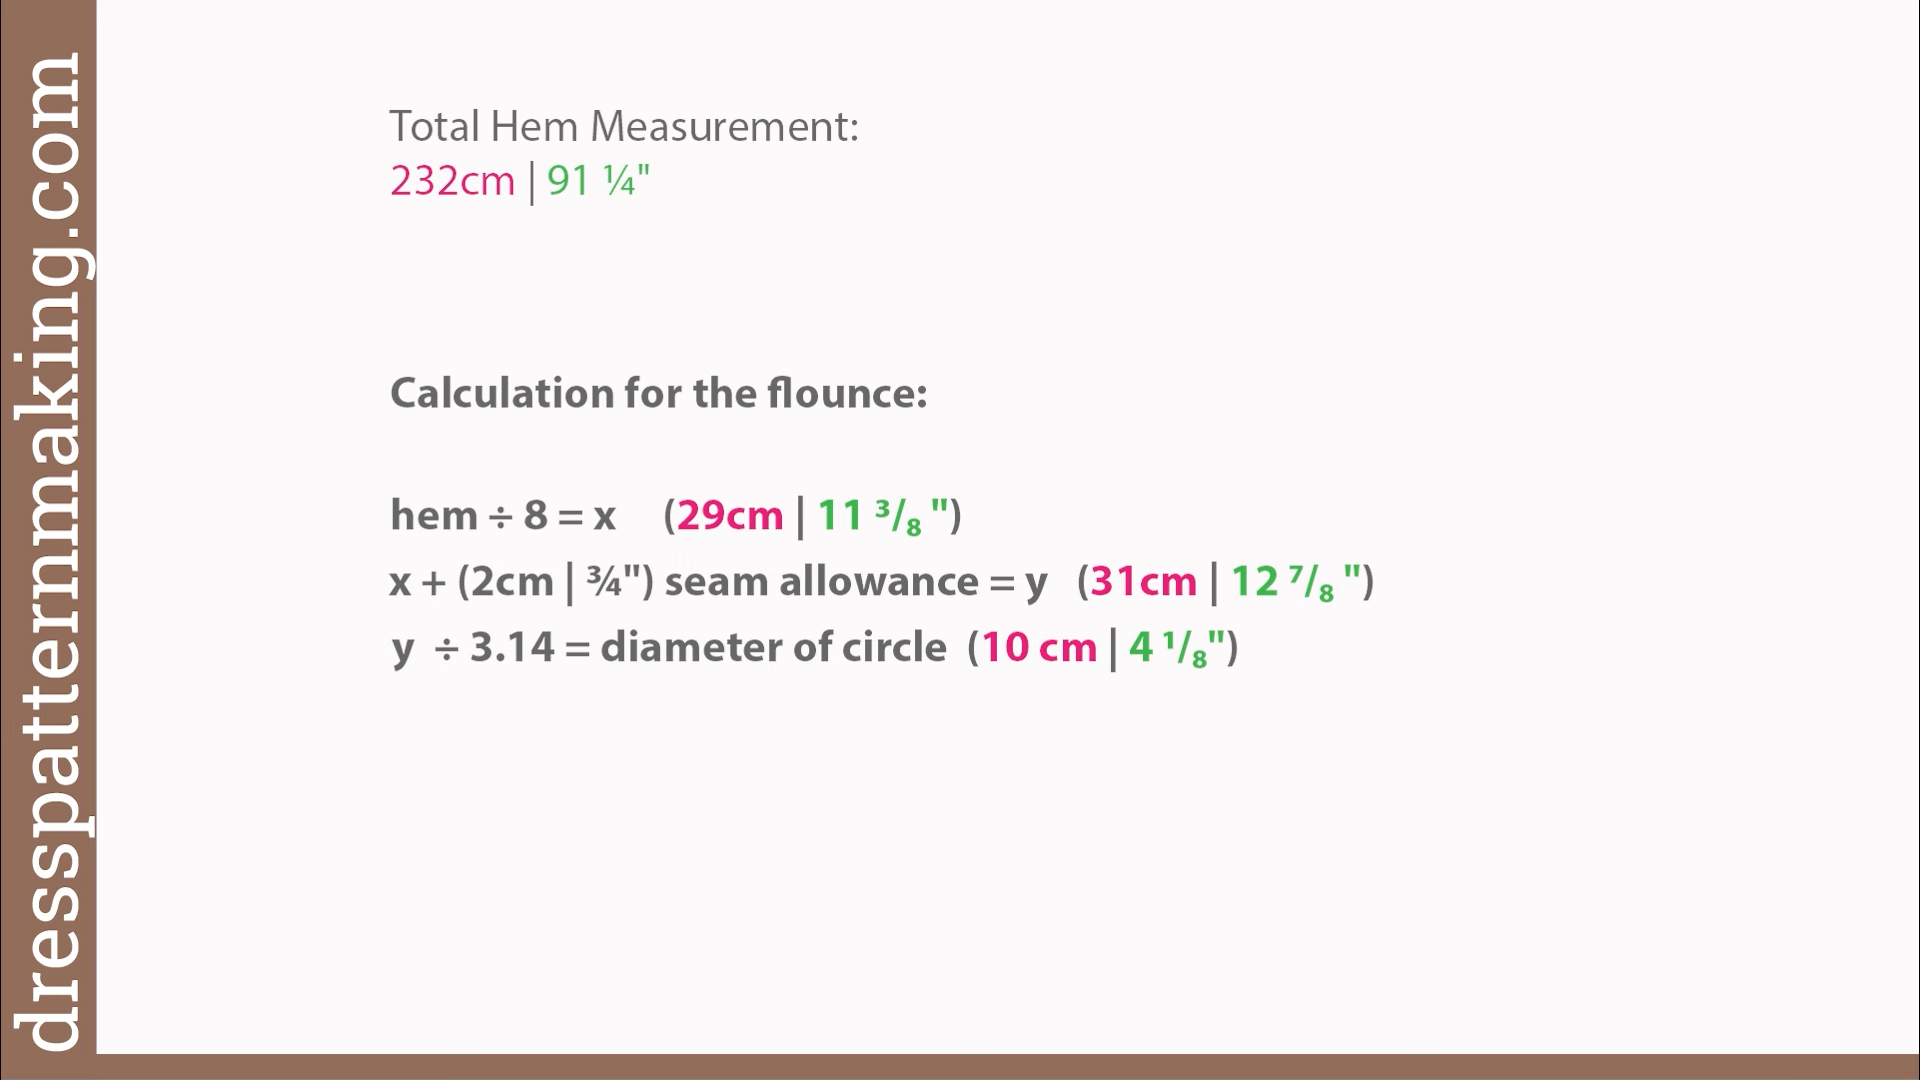 dresspatternmaking.com
Total Hem Measurement:
232cm | 91 ¼"
Calculation for the flounce:
hem ÷ 8 = x (29cm | 11 ³/₈ ")
x + (2cm | ¾") seam allowance = y (31cm | 12 ⁷/₈ ")
y ÷ 3.14 = diameter of circle (10 cm | 4 ¹/₈")